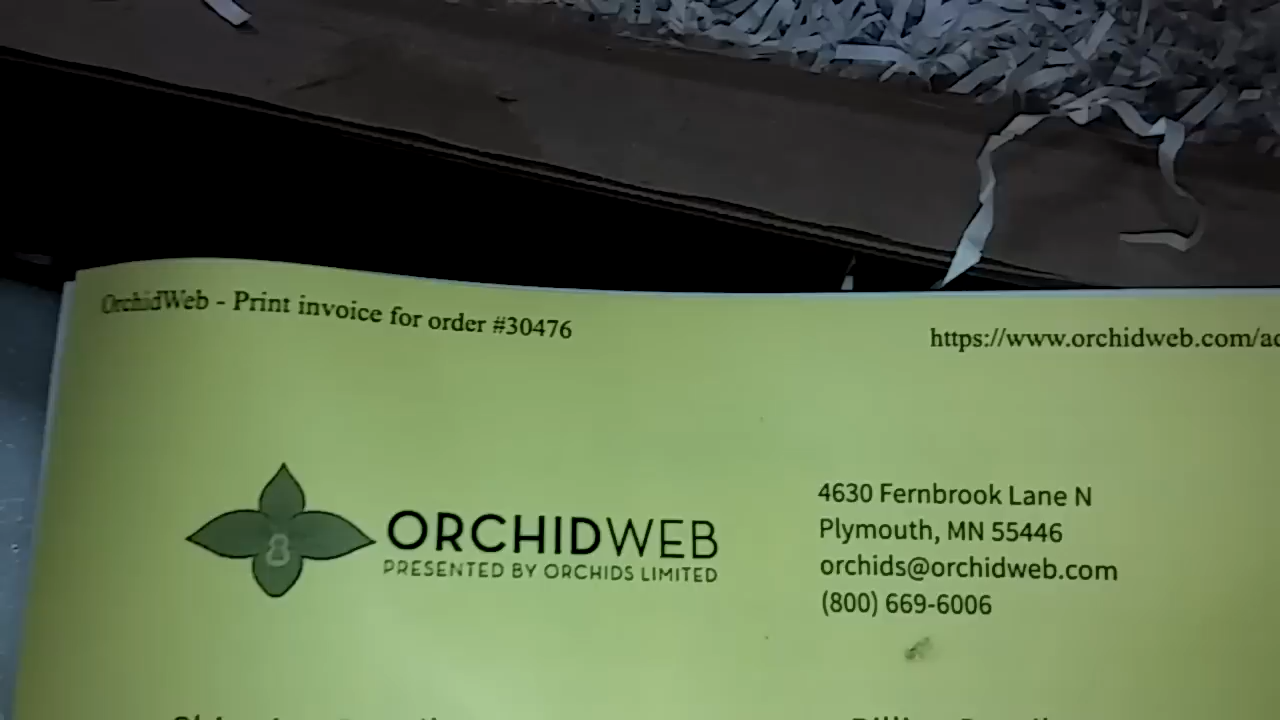 OrchidWeb - Print invoice for order #30476
https://www.orchidweb.com/ad
ORCHIDWEB
PRESENTED BY ORCHIDS LIMITED
4630 Fernbrook Lane N
Plymouth, MN 55446
orchids@orchidweb.com
(800) 669-6006